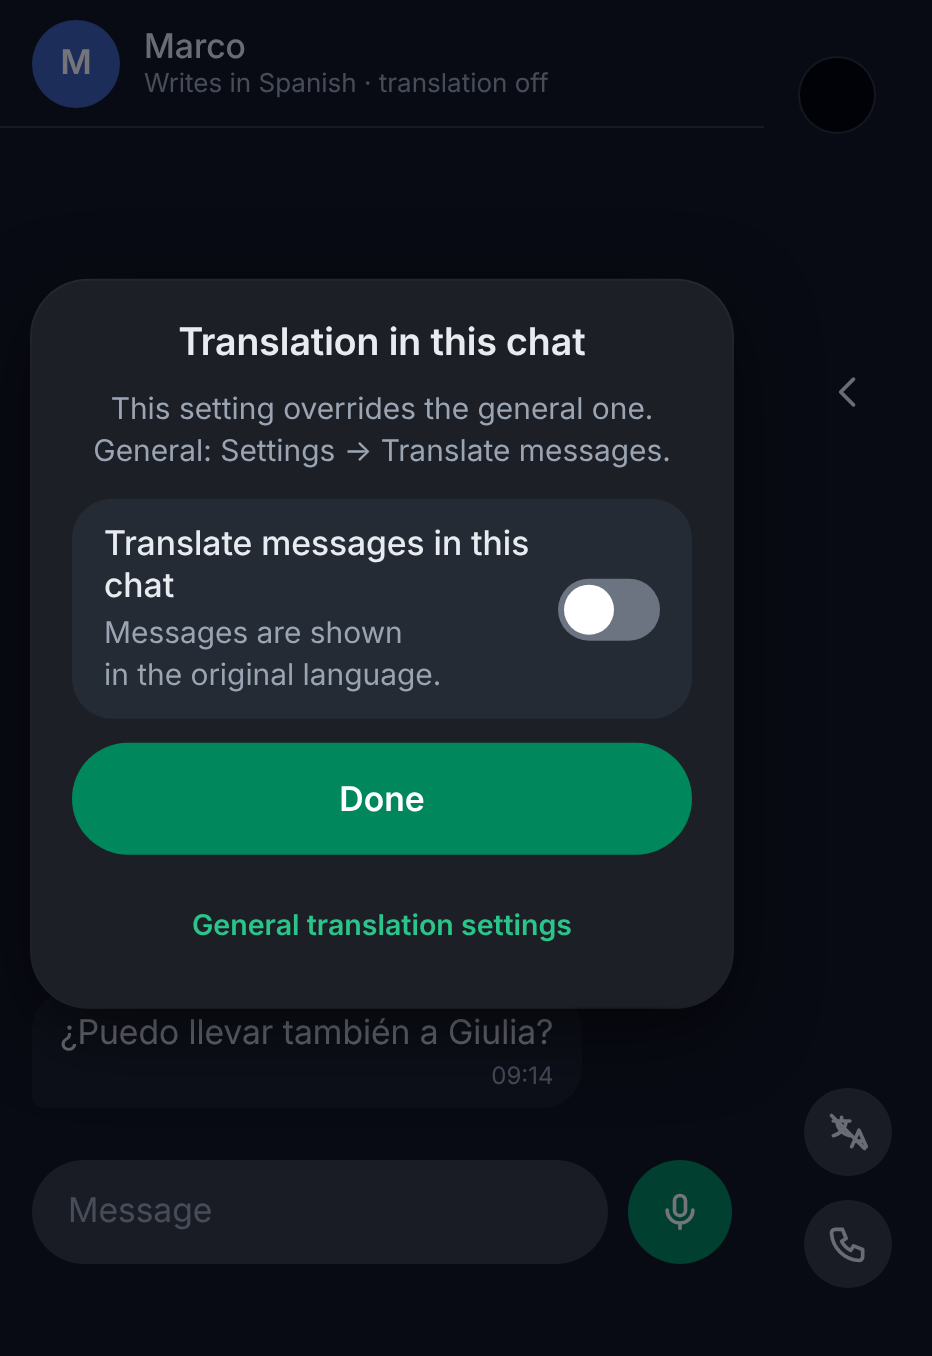 M
Marco
Writes in Spanish · translation off
Translation in this chat
This setting overrides the general one.
General: Settings → Translate messages.
Translate messages in this
chat
Messages are shown
in the original language.
Done
General translation settings
¿Puedo llevar también a Giulia?
09:14
Message